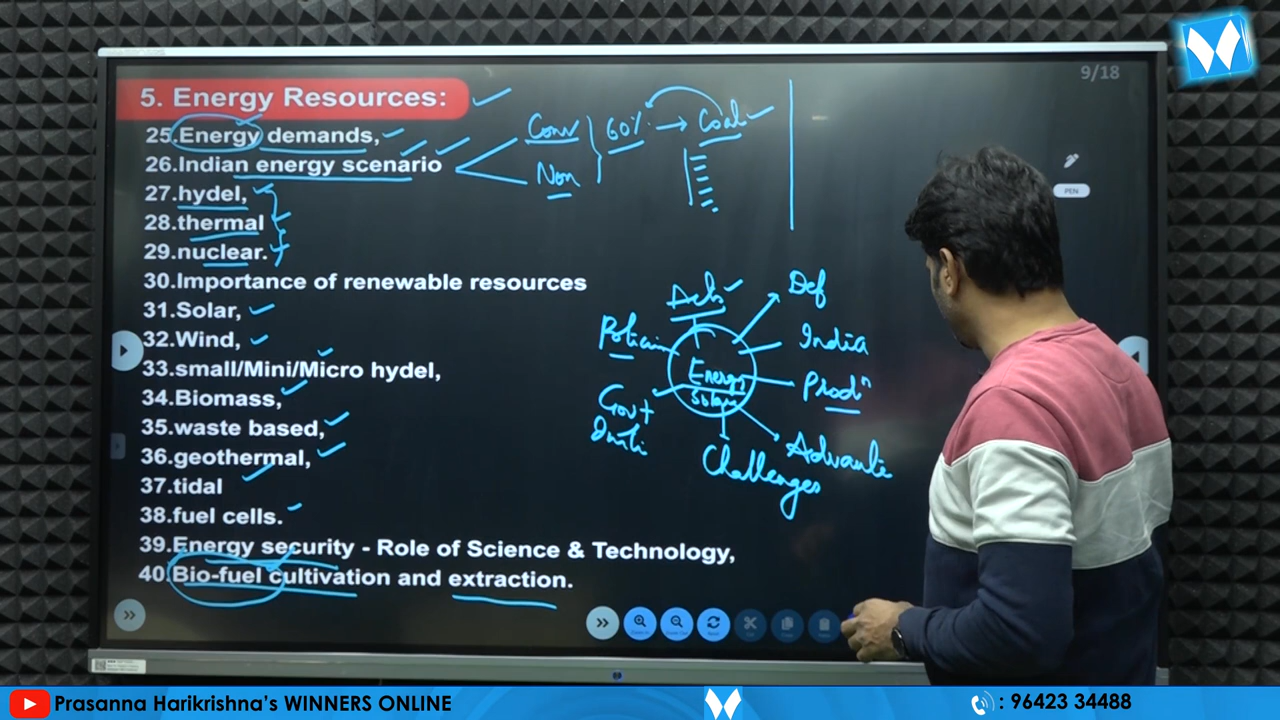 9/18
5. Energy Resources:
25.Energy demands,
26.Indian energy scenario
27.hydel,
28.thermal
29.nuclear.
30.Importance of renewable resources
31.Solar,
32.Wind,
33.small/Mini/Micro hydel,
34.Biomass,
35.waste based,
36.geothermal,
37.tidal
38.fuel cells.
39.Energy security - Role of Science & Technology,
40.Bio-fuel cultivation and extraction.
Conv
Non
60%
Coal
PEN
Def
India
Prodn
Challenges
Govt
Energy
Solar
W
Prasanna Harikrishna's WINNERS ONLINE
W
: 96423 34488